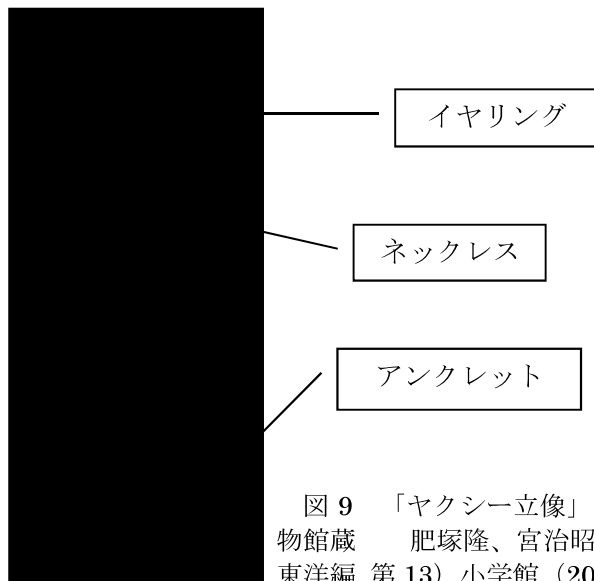 イヤリング
ネックレス
アンクレット
図 9　「ヤクシー立像」
物館蔵　　肥塚隆、宮治昭
東洋編 第 13）小学館（20